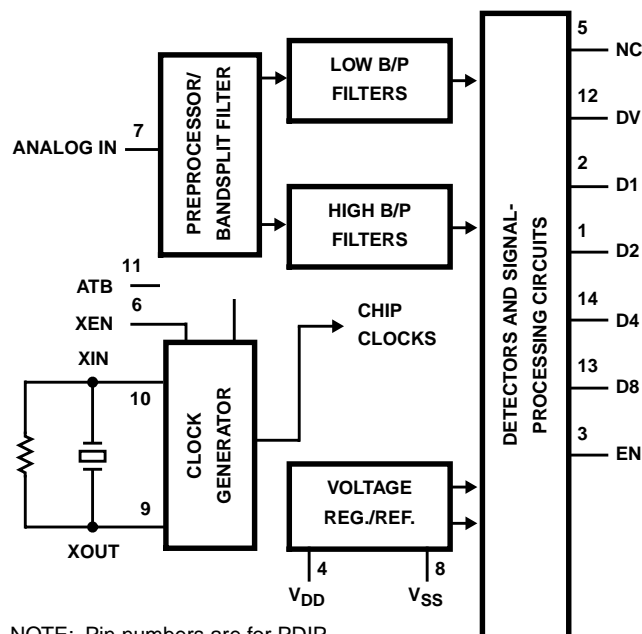 5
NC
LOW B/P
FILTERS
12
DV
PREPROCESSOR/
BANDSPLIT FILTER
7
ANALOG IN
2
D1
HIGH B/P
FILTERS
1
D2
11
ATB
6
XEN
CHIP
CLOCKS
14
D4
DETECTORS AND SIGNAL-
PROCESSING CIRCUITS
XIN
10
CLOCK
GENERATOR
13
D8
3
EN
VOLTAGE
REG./REF.
9
XOUT
4
VDD
8
VSS
NOTE: Pin numbers are for PDIP